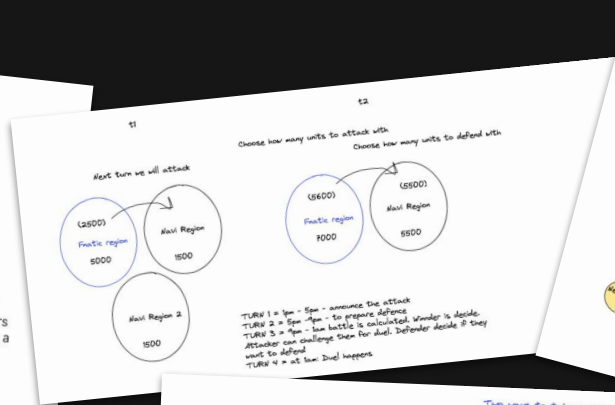 t1
t2
Choose how many units to attack with
Choose how many units to defend with
Next turn we will attack
(2500)
Fnatic region
5000
Navi Region
1500
Navi Region 2
1500
(5600)
Fnatic region
7000
(5500)
Navi Region
5500
TURN 1 = 1pm - 5pm - announce the attack
TURN 2 = 5pm -9pm - to prepare defence
TURN 3 = 9pm - 1am battle is calculated. Winnder is decide.
Attacker can challenge them for duel. Defender decide if they
want to defend
TURN 4 = at 1am: Duel happens
a